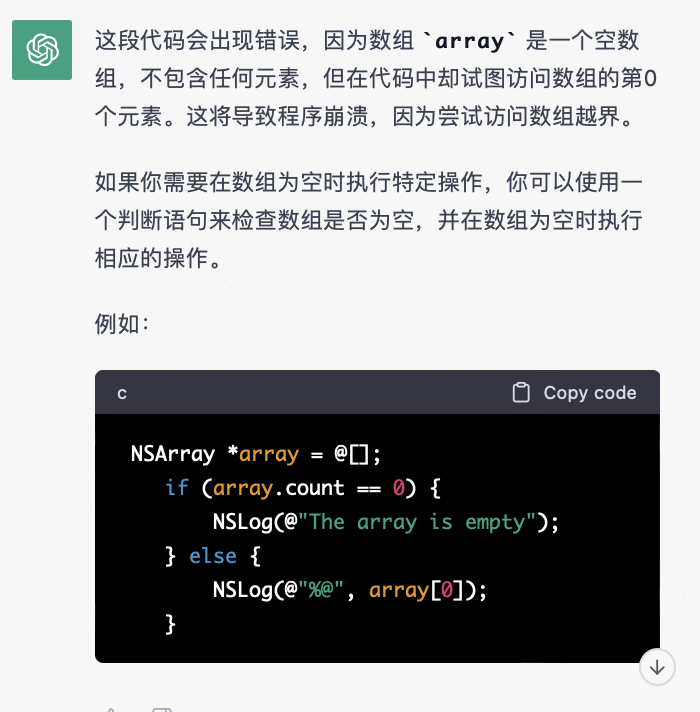 这段代码会出现错误，因为数组 `array` 是一个空数
组，不包含任何元素，但在代码中却试图访问数组的第0
个元素。这将导致程序崩溃，因为尝试访问数组越界。
如果你需要在数组为空时执行特定操作，你可以使用一
个判断语句来检查数组是否为空，并在数组为空时执行
相应的操作。
例如：
c Copy code
NSArray *array = @[];
if (array.count == 0) {
NSLog(@"The array is empty");
} else {
NSLog(@"%@", array[0]);
}